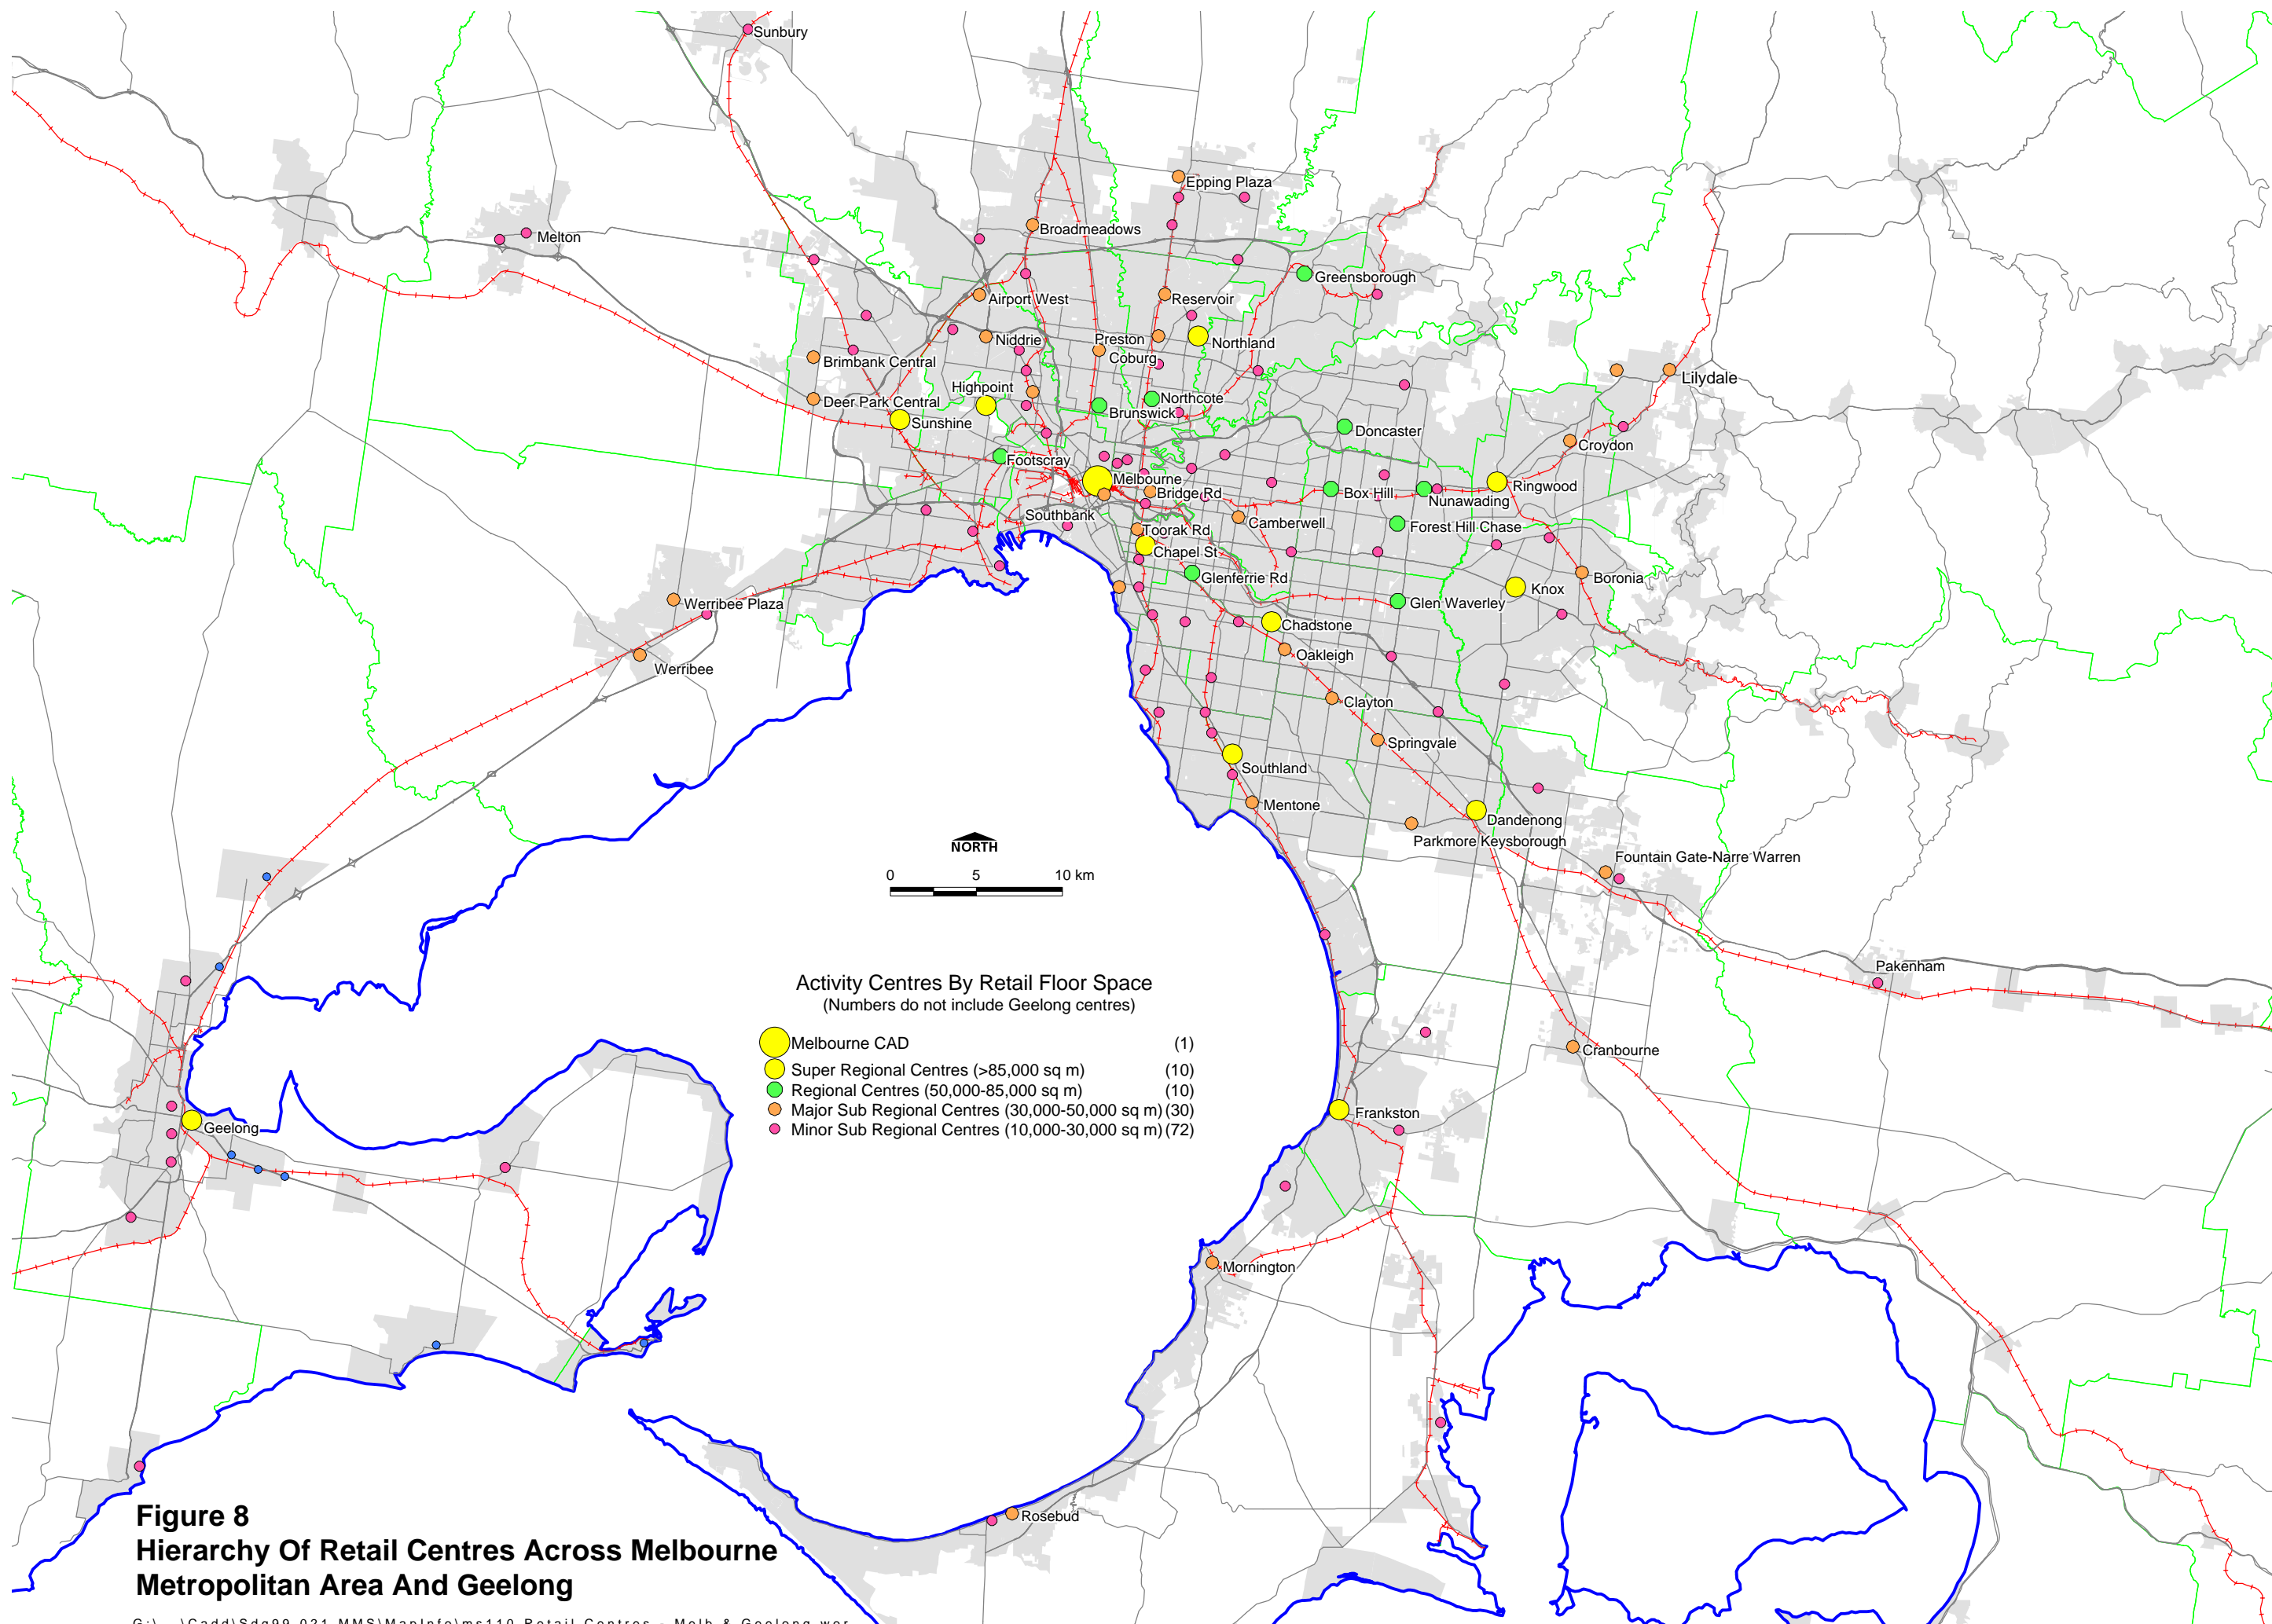 Sunbury
Epping Plaza
Melton
Broadmeadows
Greensborough
Airport West
Reservoir
Niddrie
Preston
Northland
Coburg
Brimbank Central
Lilydale
Highpoint
Deer Park Central
Northcote
Brunswick
Sunshine
Doncaster
Croydon
Footscray
Melbourne
Ringwood
Bridge Rd
Box Hill
Nunawading
Southbank
Camberwell
Forest Hill Chase
Toorak Rd
Chapel St
Glenferrie Rd
Boronia
Knox
Werribee Plaza
Glen Waverley
Chadstone
Oakleigh
Werribee
Clayton
Springvale
Southland
Mentone
Dandenong
Parkmore Keysborough
NORTH
Fountain Gate-Narre Warren
0 5 10 km
Pakenham
Activity Centres By Retail Floor Space
(Numbers do not include Geelong centres)
Melbourne CAD (1)
Super Regional Centres (>85,000 sq m) (10)
Regional Centres (50,000-85,000 sq m) (10)
Major Sub Regional Centres (30,000-50,000 sq m) (30)
Minor Sub Regional Centres (10,000-30,000 sq m) (72)
Cranbourne
Frankston
Geelong
Mornington
Rosebud
Figure 8
Hierarchy Of Retail Centres Across Melbourne
Metropolitan Area And Geelong